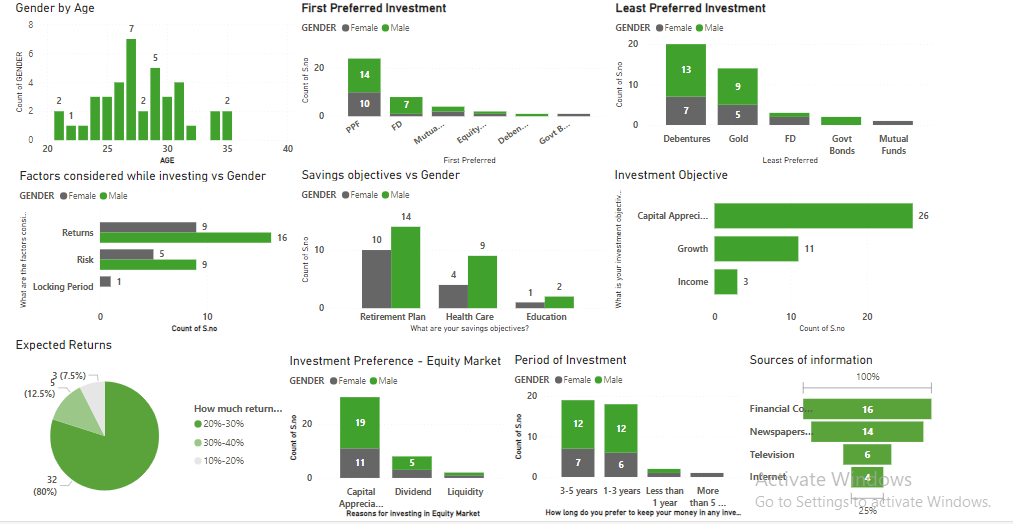 Gender by Age
8
6
4
2
0
Count of GENDER
2
1
7
2
5
2
20
25
30
35
40
AGE
First Preferred Investment
GENDER Female Male
Count of S.no
20
0
14
10
7
PPF
FD
Mutua...
Equity...
Deben...
Govt B...
First Preferred
Least Preferred Investment
GENDER Female Male
Count of S.no
20
10
0
13
7
9
5
Debentures
Gold
FD
Govt
Bonds
Mutual
Funds
Least Preferred
Factors considered while investing vs Gender
GENDER Female Male
What are the factors consi...
Returns
Risk
Locking Period
9
16
5
9
1
0
10
Count of S.no
Savings objectives vs Gender
GENDER Female Male
Count of S.no
10
0
10
14
4
9
1
2
Retirement Plan
Health Care
Education
What are your savings objectives?
Investment Objective
What is your investment objectiv...
Capital Appreci...
Growth
Income
26
11
3
0
10
20
Count of S.no
Expected Returns
3 (7.5%)
5
(12.5%)
32
(80%)
How much return...
20%-30%
30%-40%
10%-20%
Investment Preference - Equity Market
GENDER Female Male
Count of S.no
20
0
19
11
5
Capital
Apprecia...
Dividend
Liquidity
Reasons for Investing in Equity Market
Period of Investment
GENDER Female Male
Count of S.no
20
10
0
12
7
12
6
3-5 years
1-3 years
Less than
1 year
More
than 5 ...
How long do you prefer to keep your money in any inve...
Sources of information
100%
Financial Co...
16
Newspapers...
14
Television
6
Internet
4
25%
Activate Windows
Go to Settings to activate Windows.